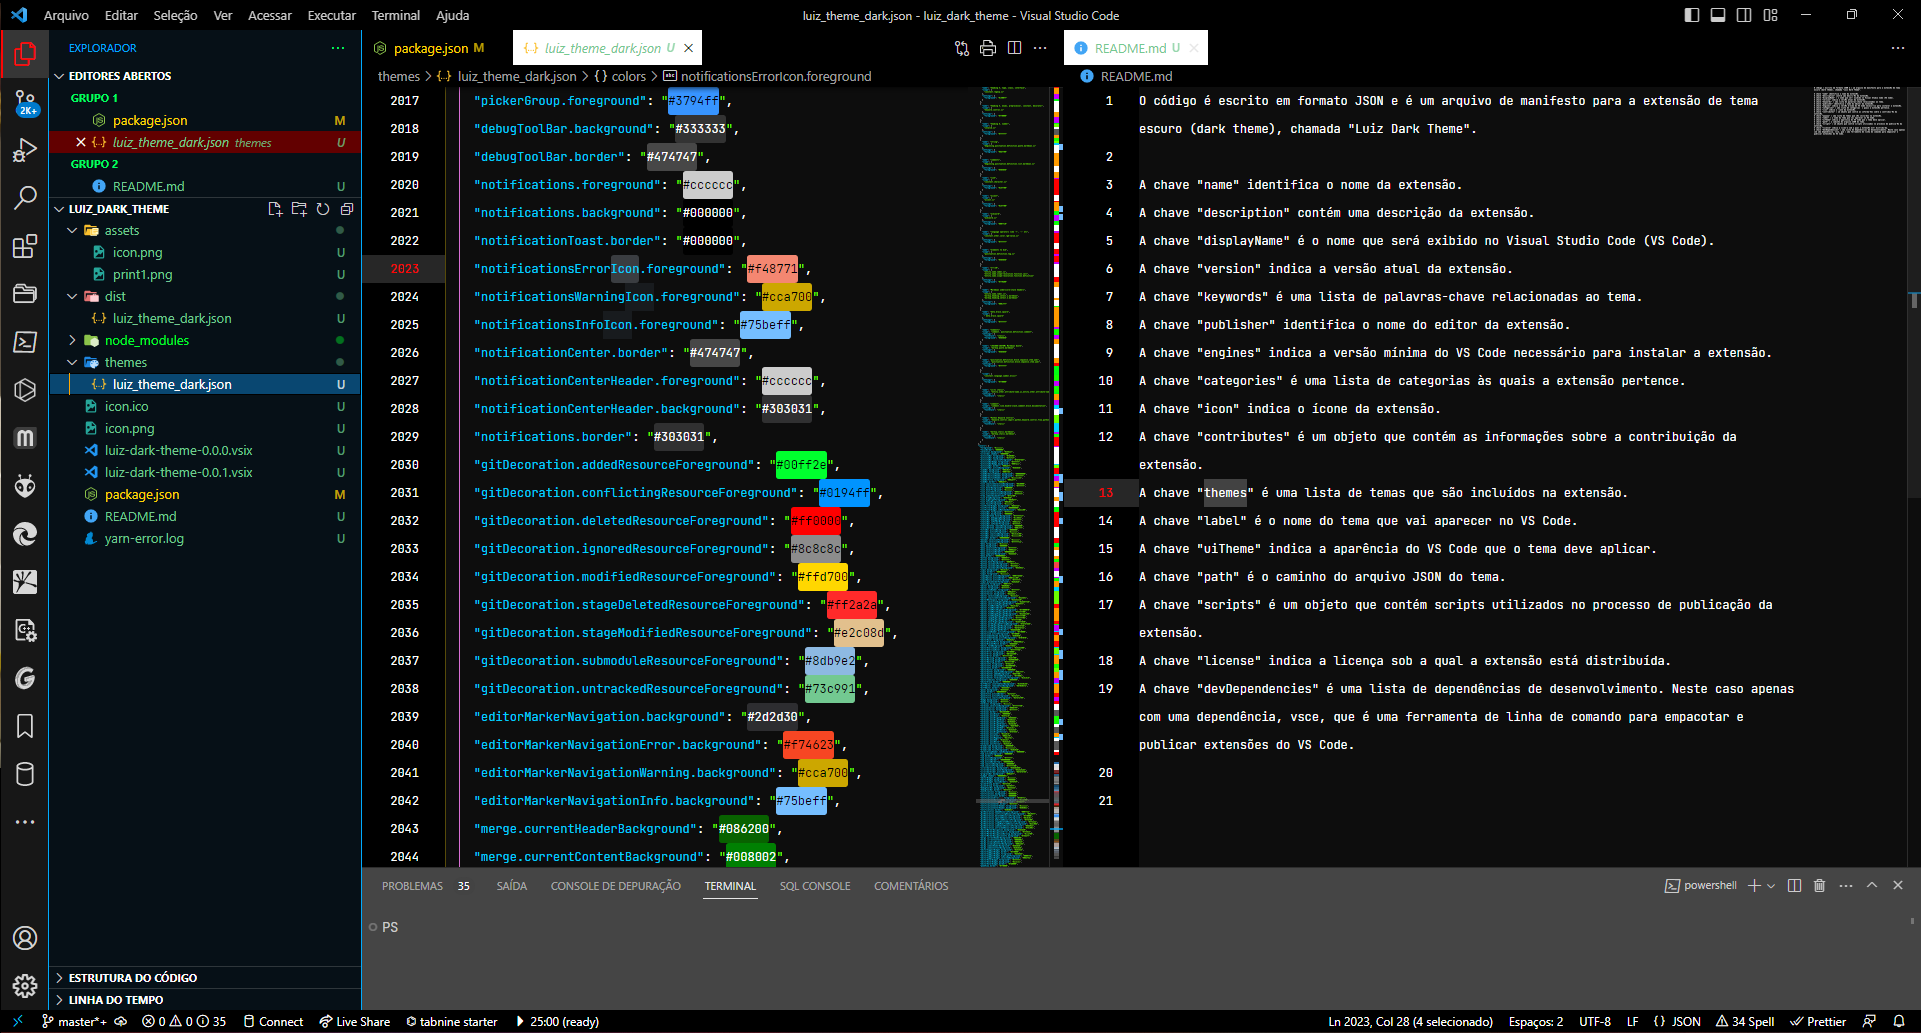 Arquivo Editar Seleção Ver Acessar Executar Terminal Ajuda
luiz_theme_dark.json - luiz_dark_theme - Visual Studio Code
EXPLORADOR
EDITORES ABERTOS
GRUPO 1
package.json M
luiz_theme_dark.json themes U
GRUPO 2
README.md U
LUIZ_DARK_THEME
assets
icon.png U
print1.png U
dist
luiz_theme_dark.json U
node_modules
themes
luiz_theme_dark.json U
icon.ico U
icon.png U
luiz-dark-theme-0.0.0.vsix U
luiz-dark-theme-0.0.1.vsix U
package.json M
README.md U
yarn-error.log U
ESTRUTURA DO CÓDIGO
LINHA DO TEMPO
2K+
package.json M luiz_theme_dark.json U
themes > luiz_theme_dark.json > {} colors > notificationsErrorIcon.foreground
2017 "pickerGroup.foreground": "#3794ff",
2018 "debugToolBar.background": "#333333",
2019 "debugToolBar.border": "#474747",
2020 "notifications.foreground": "#cccccc",
2021 "notifications.background": "#000000",
2022 "notificationToast.border": "#000000",
2023 "notificationsErrorIcon.foreground": "#f48771",
2024 "notificationsWarningIcon.foreground": "#cca700",
2025 "notificationsInfoIcon.foreground": "#75beff",
2026 "notificationCenter.border": "#474747",
2027 "notificationCenterHeader.foreground": "#cccccc",
2028 "notificationCenterHeader.background": "#303031",
2029 "notifications.border": "#303031",
2030 "gitDecoration.addedResourceForeground": "#00ff2e",
2031 "gitDecoration.conflictingResourceForeground": "#0194ff",
2032 "gitDecoration.deletedResourceForeground": "#ff0000",
2033 "gitDecoration.ignoredResourceForeground": "#8c8c8c",
2034 "gitDecoration.modifiedResourceForeground": "#ffd700",
2035 "gitDecoration.stageDeletedResourceForeground": "#ff2a2a",
2036 "gitDecoration.stageModifiedResourceForeground": "#e2c08d",
2037 "gitDecoration.submoduleResourceForeground": "#8db9e2",
2038 "gitDecoration.untrackedResourceForeground": "#73c991",
2039 "editorMarkerNavigation.background": "#2d2d30",
2040 "editorMarkerNavigationError.background": "#f74623",
2041 "editorMarkerNavigationWarning.background": "#cca700",
2042 "editorMarkerNavigationInfo.background": "#75beff",
2043 "merge.currentHeaderBackground": "#086200",
2044 "merge.currentContentBackground": "#008002",
README.md U
README.md
1 O código é escrito em formato JSON e é um arquivo de manifesto para a extensão de tema
escuro (dark theme), chamada "Luiz Dark Theme".
2
3 A chave "name" identifica o nome da extensão.
4 A chave "description" contém uma descrição da extensão.
5 A chave "displayName" é o nome que será exibido no Visual Studio Code (VS Code).
6 A chave "version" indica a versão atual da extensão.
7 A chave "keywords" é uma lista de palavras-chave relacionadas ao tema.
8 A chave "publisher" identifica o nome do editor da extensão.
9 A chave "engines" indica a versão mínima do VS Code necessário para instalar a extensão.
10 A chave "categories" é uma lista de categorias às quais a extensão pertence.
11 A chave "icon" indica o ícone da extensão.
12 A chave "contributes" é um objeto que contém as informações sobre a contribuição da
extensão.
13 A chave "themes" é uma lista de temas que são incluídos na extensão.
14 A chave "label" é o nome do tema que vai aparecer no VS Code.
15 A chave "uiTheme" indica a aparência do VS Code que o tema deve aplicar.
16 A chave "path" é o caminho do arquivo JSON do tema.
17 A chave "scripts" é um objeto que contém scripts utilizados no processo de publicação da
extensão.
18 A chave "license" indica a licença sob a qual a extensão está distribuída.
19 A chave "devDependencies" é uma lista de dependências de desenvolvimento. Neste caso apenas
com uma dependência, vsce, que é uma ferramenta de linha de comando para empacotar e
publicar extensões do VS Code.
20
21
PROBLEMAS 35 SAÍDA CONSOLE DE DEPURAÇÃO TERMINAL SQL CONSOLE COMENTÁRIOS
powershell
PS
master*+ 0 0 35 Connect Live Share tabnine starter 25:00 (ready)
Ln 2023, Col 28 (4 selecionado) Espaços: 2 UTF-8 LF {} JSON 34 Spell Prettier